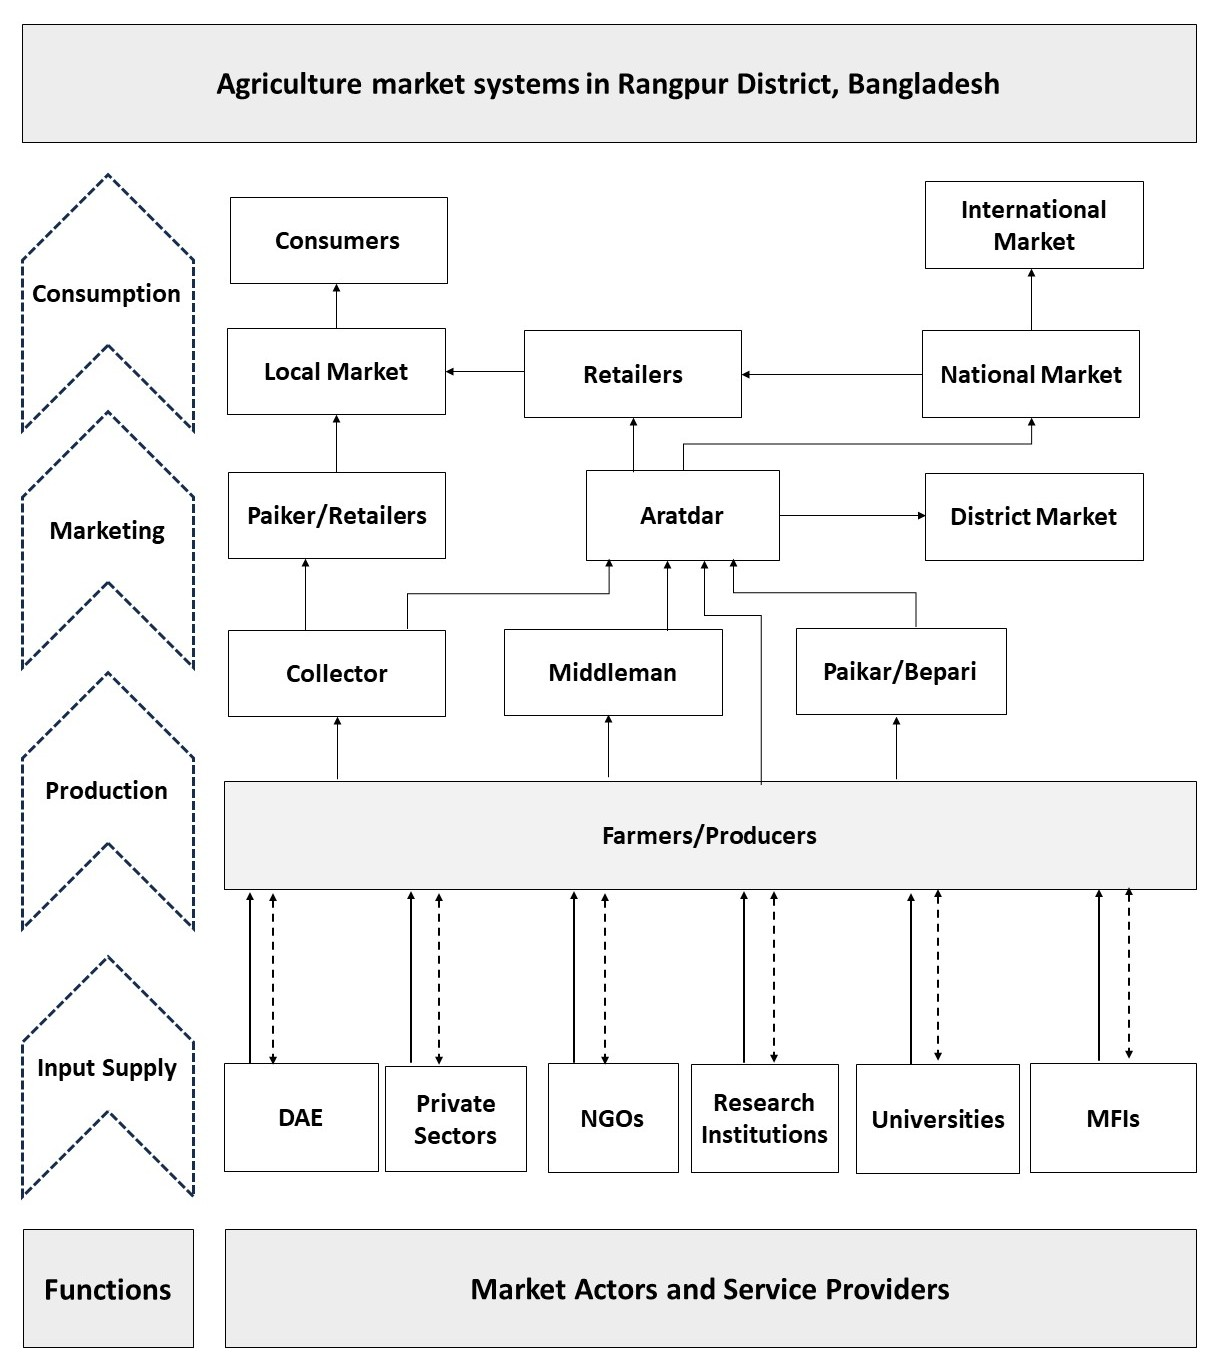 Agriculture market systems in Rangpur District, Bangladesh
Consumption
Consumers
International
Market
Local Market
Retailers
National Market
Marketing
Paiker/Retailers
Aratdar
District Market
Collector
Middleman
Paikar/Bepari
Production
Farmers/Producers
Input Supply
DAE
Private
Sectors
NGOs
Research
Institutions
Universities
MFIs
Functions
Market Actors and Service Providers